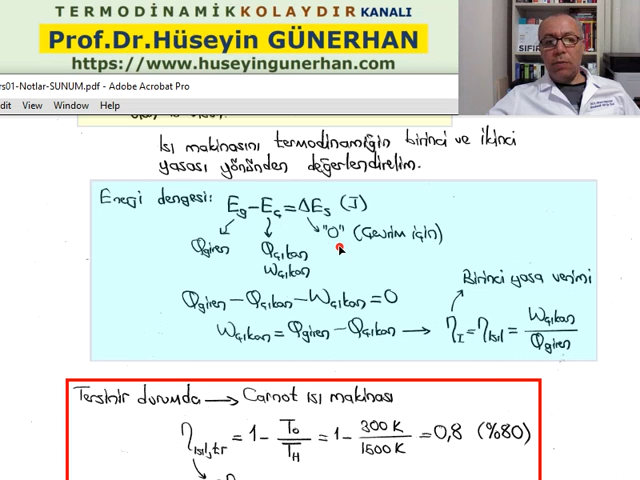 TERMODİNAMİKKOLAYDIR KANALI
Prof.Dr.Hüseyin GÜNERHAN
https://www.huseyingunerhan.com
rs01-Notlar-SUNUM.pdf - Adobe Acrobat Pro
dit View Window Help
Isı makinasını termodinamiğin birinci ve ikinci
yasası yönünden değerlendirelim.
Enerji dengesi: Eg - Eç = ΔEs (J)
"0" (Çevrim için)
Qgiren Qçıkan
Wçıkan
Birinci yasa verimi
Qgiren - Qçıkan - Wçıkan = 0
Wçıkan = Qgiren - Qçıkan → ηI = ηısıl = Wçıkan / Qgiren
Tersinir durumda → Carnot ısı makinası
ηısıl,tr = 1 - T0 / TH = 1 - 300 K / 1500 K = 0,8 (%80)